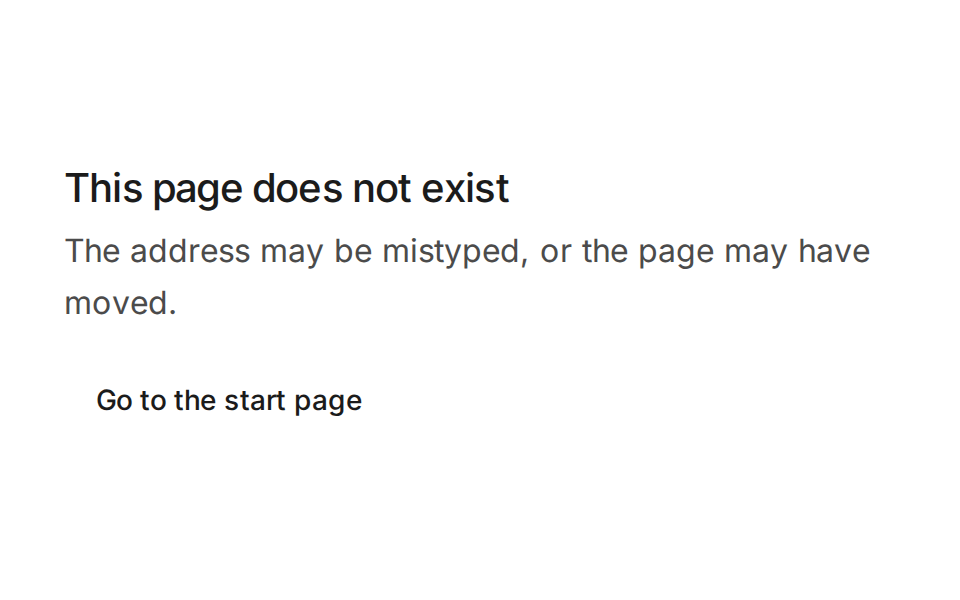 This page does not exist
The address may be mistyped, or the page may have
moved.
Go to the start page